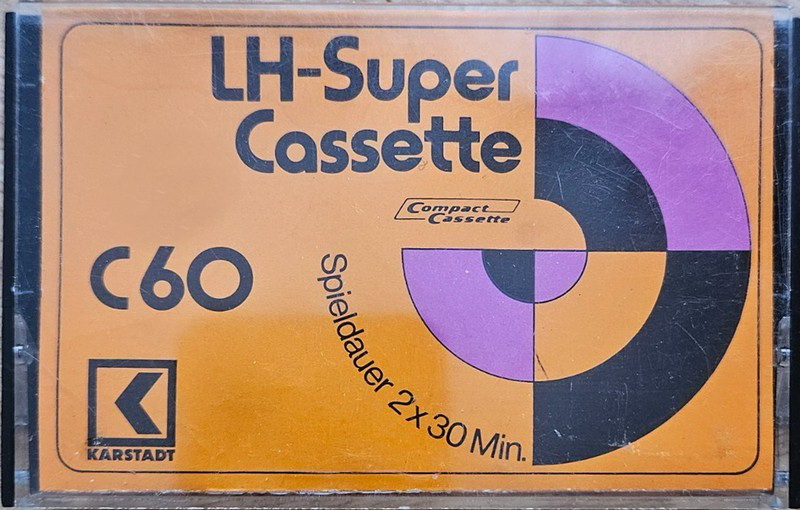 LH-Super
Cassette
Compact
Cassette
C60
Spieldauer 2x30 Min.
KARSTADT